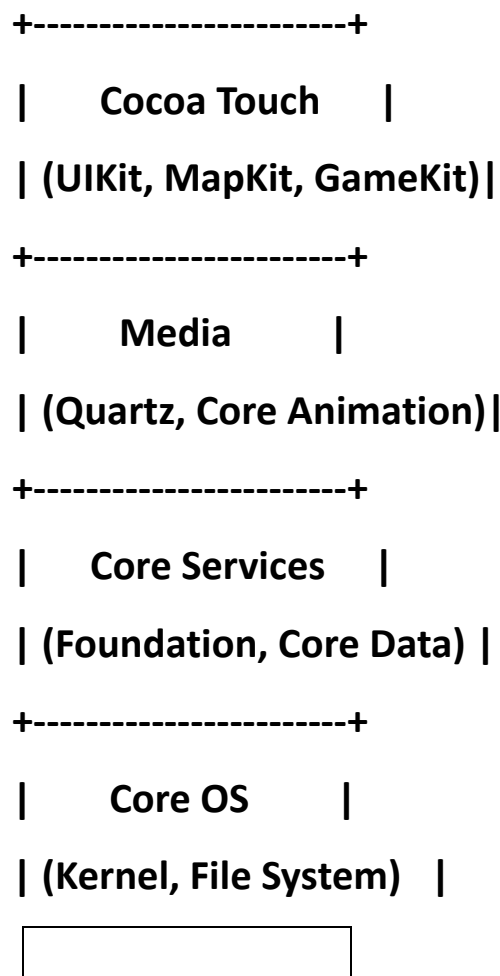 +------------------------+
| Cocoa Touch |
| (UIKit, MapKit, GameKit)|
+------------------------+
| Media |
| (Quartz, Core Animation)|
+------------------------+
| Core Services |
| (Foundation, Core Data) |
+------------------------+
| Core OS |
| (Kernel, File System) |